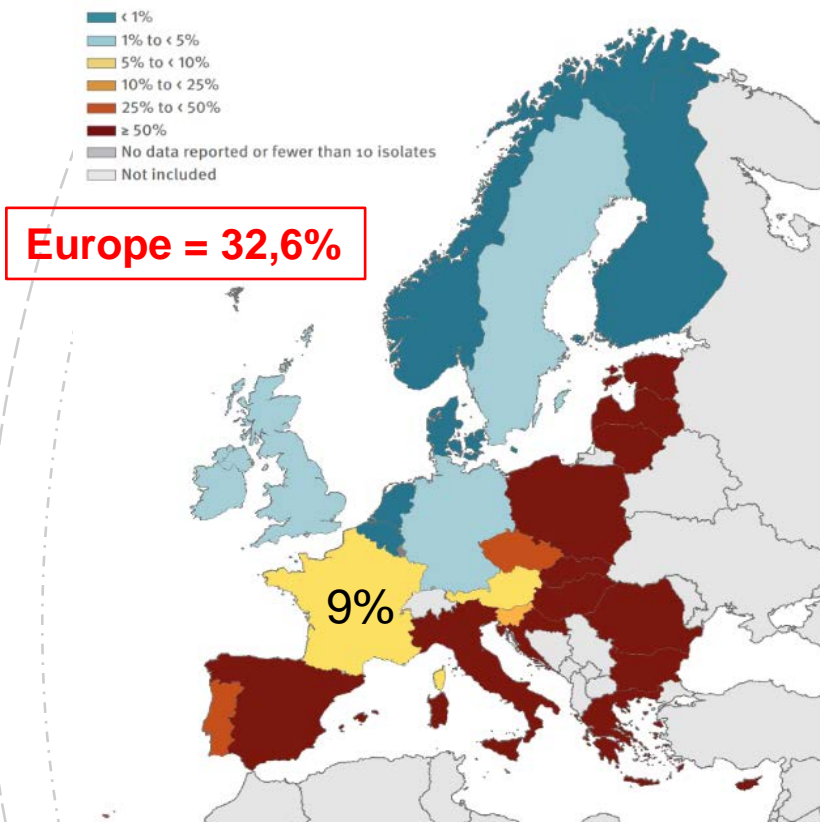 < 1%
1% to < 5%
5% to < 10%
10% to < 25%
25% to < 50%
≥ 50%
No data reported or fewer than 10 isolates
Not included
Europe = 32,6%
9%